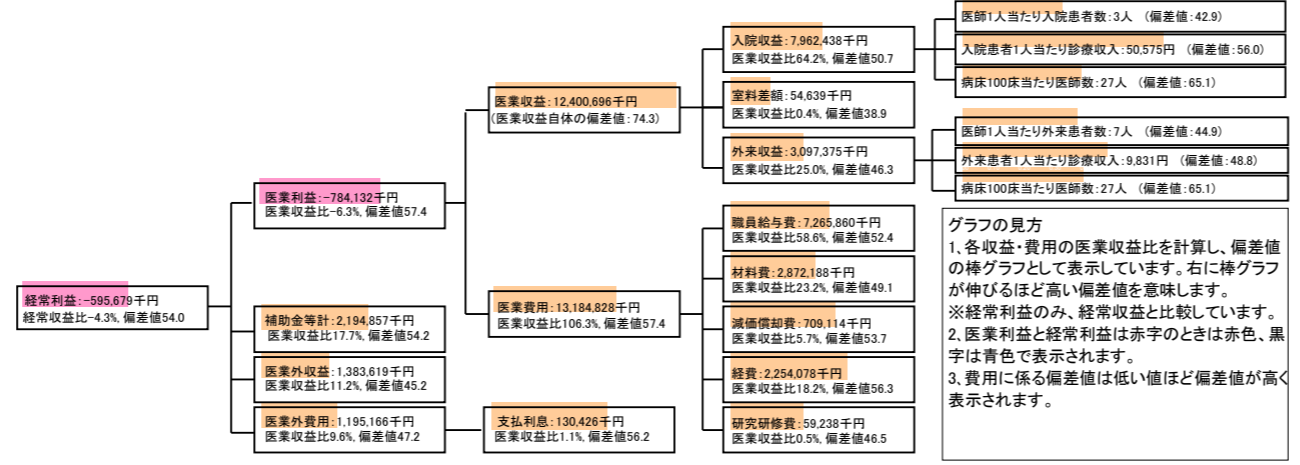 経常利益:-595,679千円
経常収益比-4.3%, 偏差値54.0
医業利益:-784,132千円
医業収益比-6.3%, 偏差値57.4
補助金等計:2,194,857千円
医業収益比17.7%, 偏差値54.2
医業外収益:1,383,619千円
医業収益比11.2%, 偏差値45.2
医業外費用:1,195,166千円
医業収益比9.6%, 偏差値47.2
医業収益:12,400,696千円
(医業収益自体の偏差値:74.3)
医業費用:13,184,828千円
医業収益比106.3%, 偏差値57.4
支払利息:130,426千円
医業収益比1.1%, 偏差値56.2
入院収益:7,962,438千円
医業収益比64.2%, 偏差値50.7
室料差額:54,639千円
医業収益比0.4%, 偏差値38.9
外来収益:3,097,375千円
医業収益比25.0%, 偏差値46.3
職員給与費:7,265,860千円
医業収益比58.6%, 偏差値52.4
材料費:2,872,188千円
医業収益比23.2%, 偏差値49.1
減価償却費:709,114千円
医業収益比5.7%, 偏差値53.7
経費:2,254,078千円
医業収益比18.2%, 偏差値56.3
研究研修費:59,238千円
医業収益比0.5%, 偏差値46.5
医師1人当たり入院患者数:3人 (偏差値:42.9)
入院患者1人当たり診療収入:50,575円 (偏差値:56.0)
病床100床当たり医師数:27人 (偏差値:65.1)
医師1人当たり外来患者数:7人 (偏差値:44.9)
外来患者1人当たり診療収入:9,831円 (偏差値:48.8)
病床100床当たり医師数:27人 (偏差値:65.1)
グラフの見方
1、各収益・費用の医業収益比を計算し、偏差値
の棒グラフとして表示しています。右に棒グラフ
が伸びるほど高い偏差値を意味します。
※経常利益のみ、経常収益と比較しています。
2、医業利益と経常利益は赤字のときは赤色、黒
字は青色で表示されます。
3、費用に係る偏差値は低い値ほど偏差値が高く
表示されます。